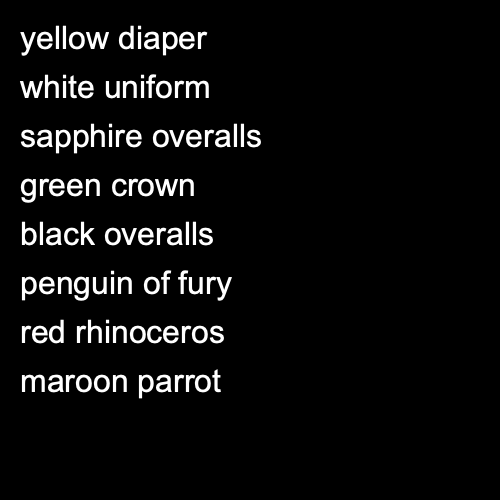 yellow diaper
white uniform
sapphire overalls
green crown
black overalls
penguin of fury
red rhinoceros
maroon parrot